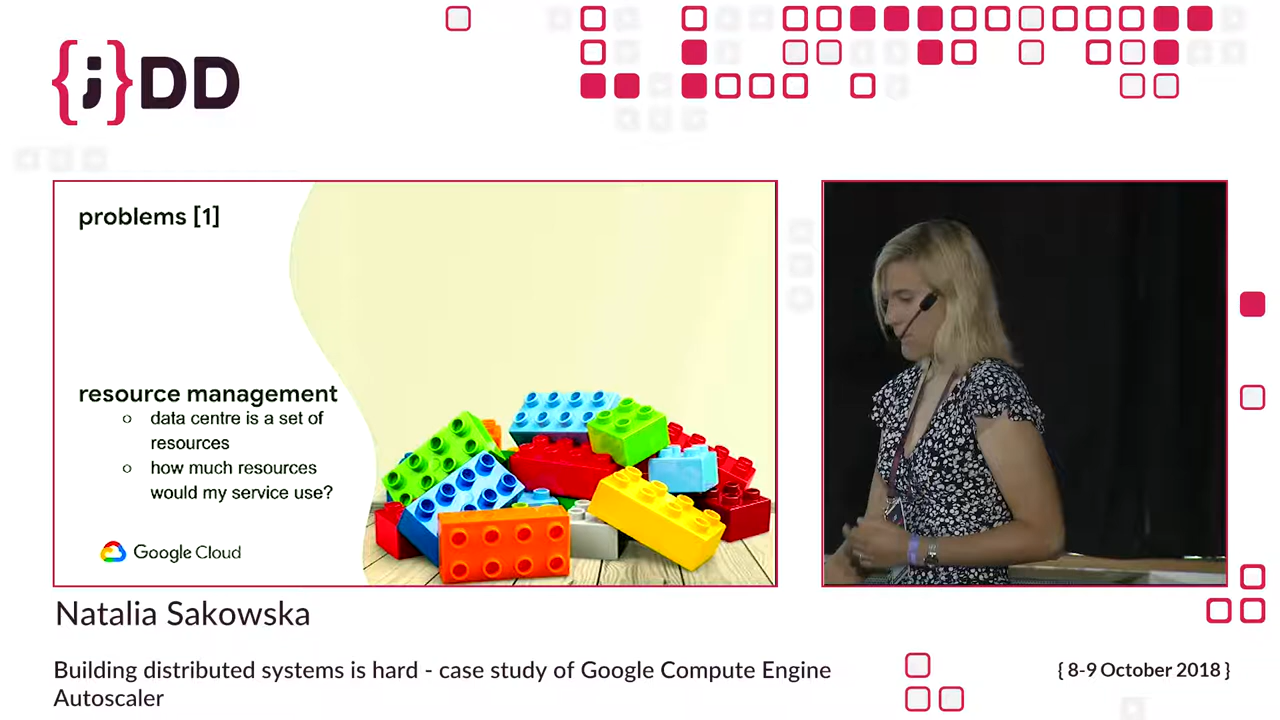 {j}DD
problems [1]
resource management
○ data centre is a set of
resources
○ how much resources
would my service use?
Google Cloud
Natalia Sakowska
Building distributed systems is hard - case study of Google Compute Engine
Autoscaler
{ 8-9 October 2018 }